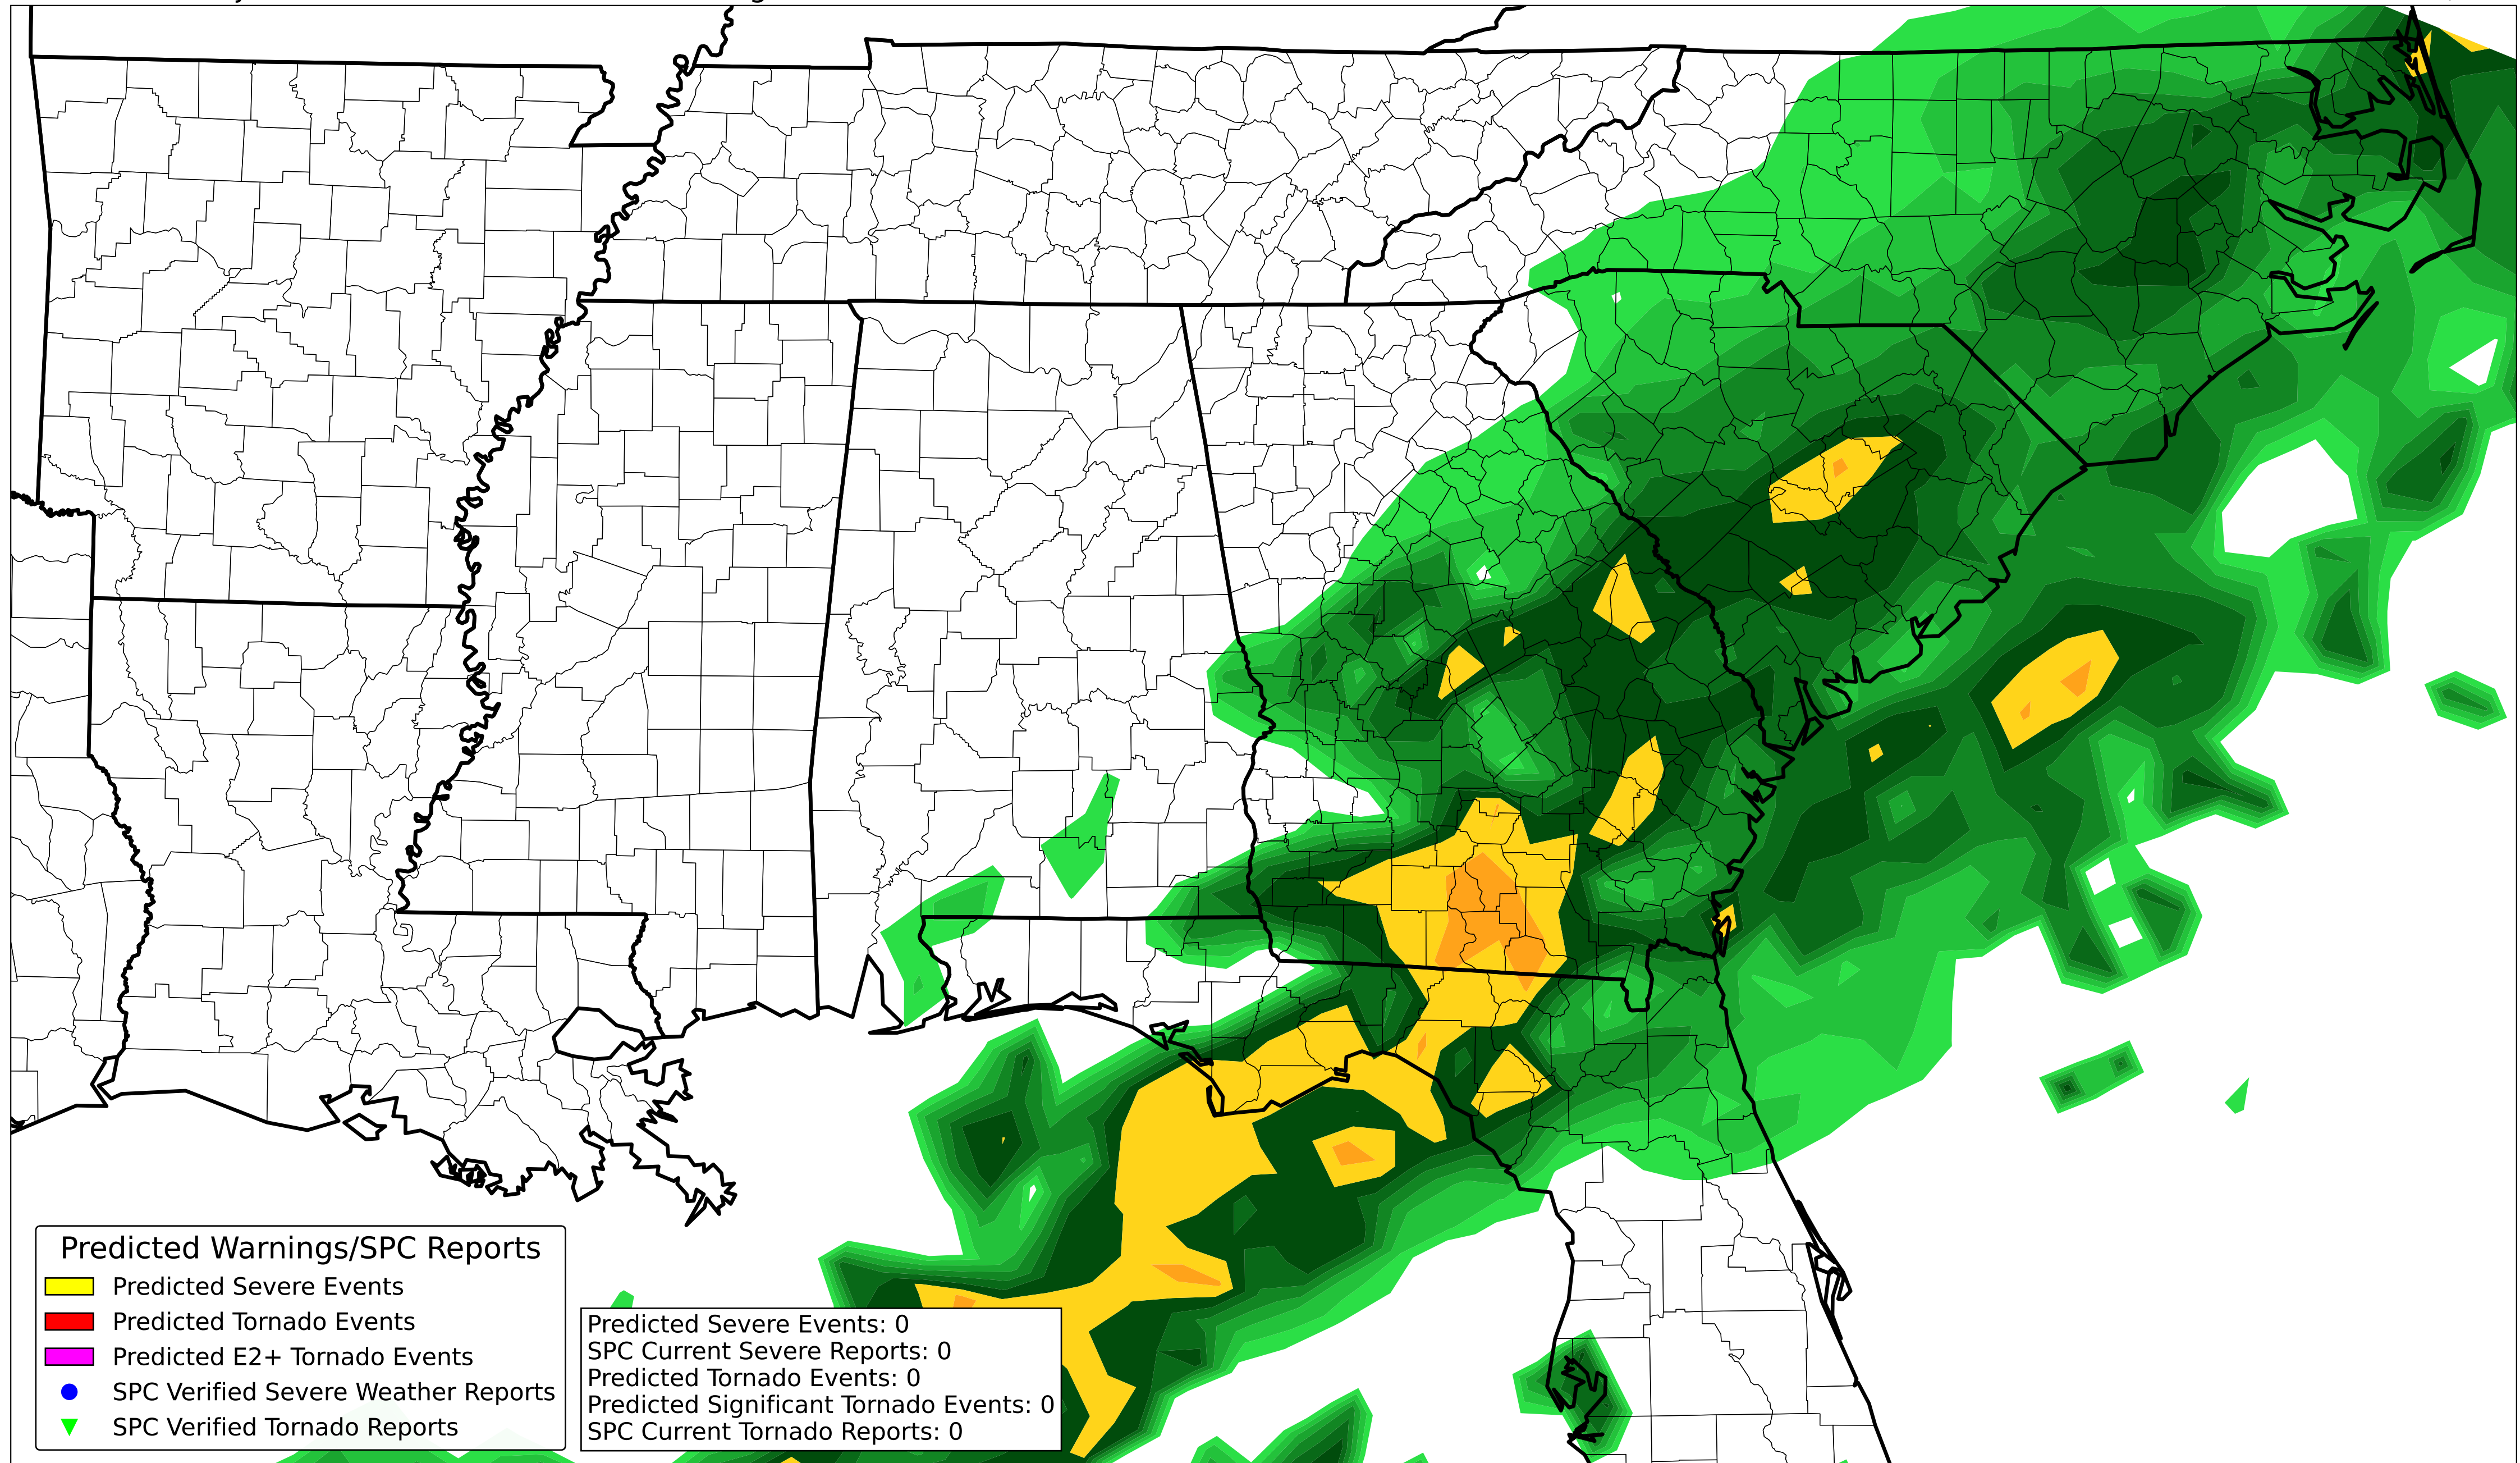 Predicted Warnings/SPC Reports
Predicted Severe Events
Predicted Tornado Events
Predicted E2+ Tornado Events
SPC Verified Severe Weather Reports
SPC Verified Tornado Reports
Predicted Severe Events: 0
SPC Current Severe Reports: 0
Predicted Tornado Events: 0
Predicted Significant Tornado Events: 0
SPC Current Tornado Reports: 0